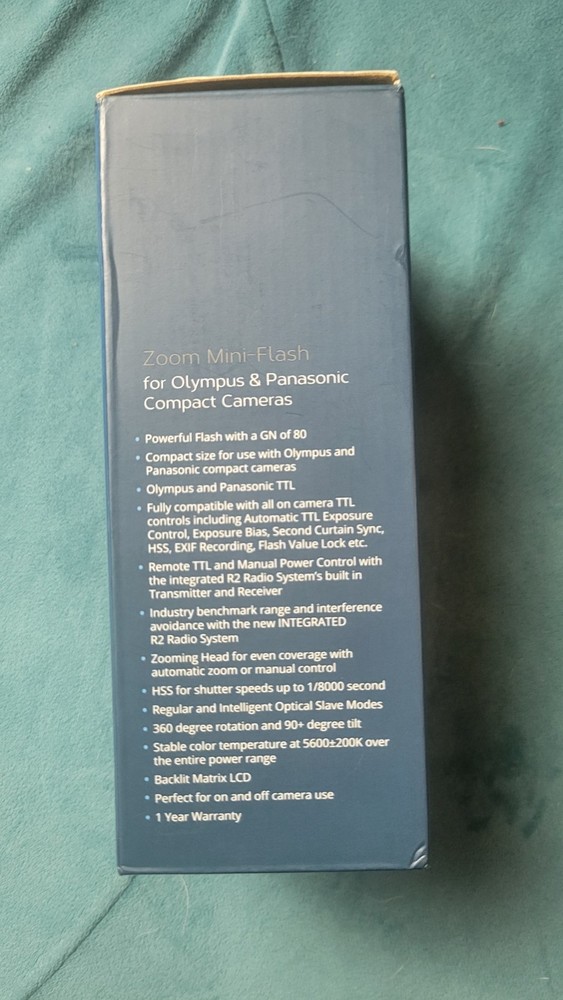 Zoom Mini-Flash
for Olympus & Panasonic
Compact Cameras
• Powerful Flash with a GN of 80
• Compact size for use with Olympus and
Panasonic compact cameras
• Olympus and Panasonic TTL
• Fully compatible with all on camera TTL
controls including Automatic TTL Exposure
Control, Exposure Bias, Second Curtain Sync,
HSS, EXIF Recording, Flash Value Lock etc.
• Remote TTL and Manual Power Control with
the integrated R2 Radio System's built in
Transmitter and Receiver
• Industry benchmark range and interference
avoidance with the new INTEGRATED
R2 Radio System
• Zooming Head for even coverage with
automatic zoom or manual control
• HSS for shutter speeds up to 1/8000 second
• Regular and Intelligent Optical Slave Modes
• 360 degree rotation and 90+ degree tilt
• Stable color temperature at 5600±200K over
the entire power range
• Backlit Matrix LCD
• Perfect for on and off camera use
• 1 Year Warranty